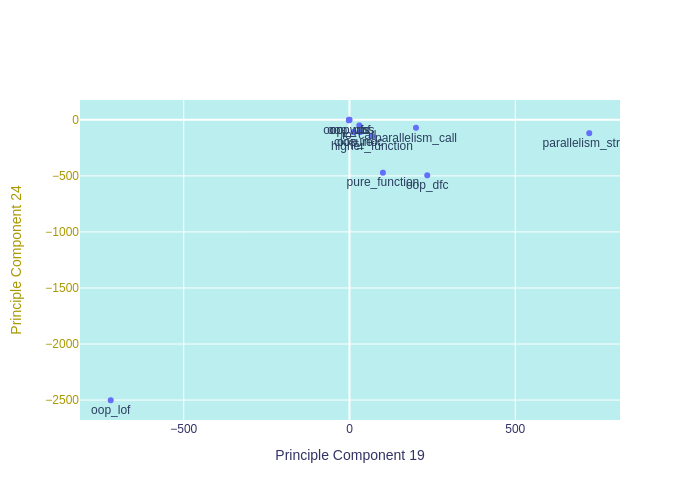 0
−500
−1000
−1500
−2000
−2500
Principle Component 24
parallelism_call
parallelism_str
higher_function
pure_function
oop_dfc
oop_lof
−500
0
500
Principle Component 19